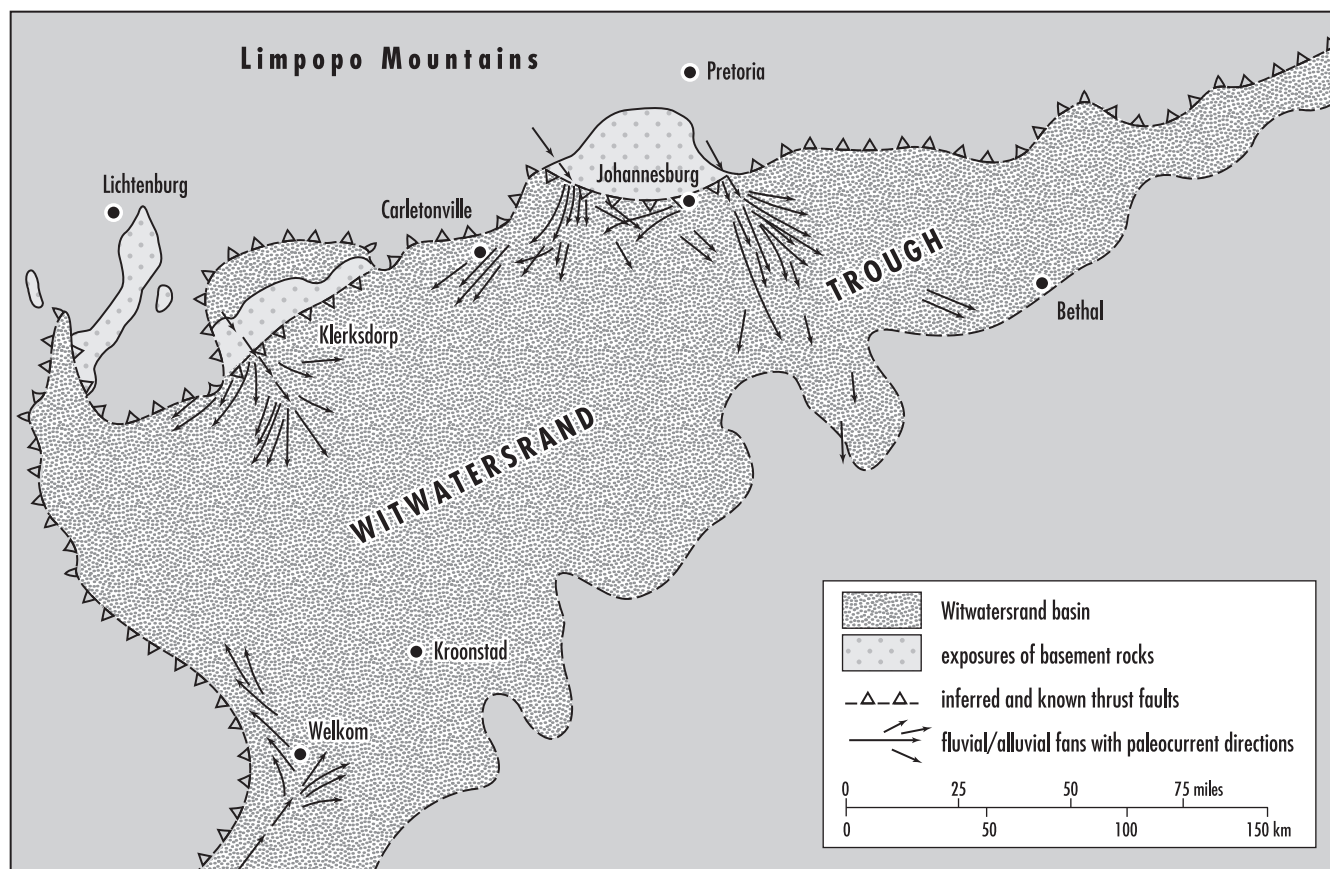 Limpopo Mountains
Pretoria
Lichtenburg
Johannesburg
Carletonville
TROUGH
Bethal
Klerksdorp
WITWATERSRAND
Kroonstad
Welkom
Witwatersrand basin
exposures of basement rocks
inferred and known thrust faults
fluvial/alluvial fans with paleocurrent directions
0 25 50 75 miles
0 50 100 150 km